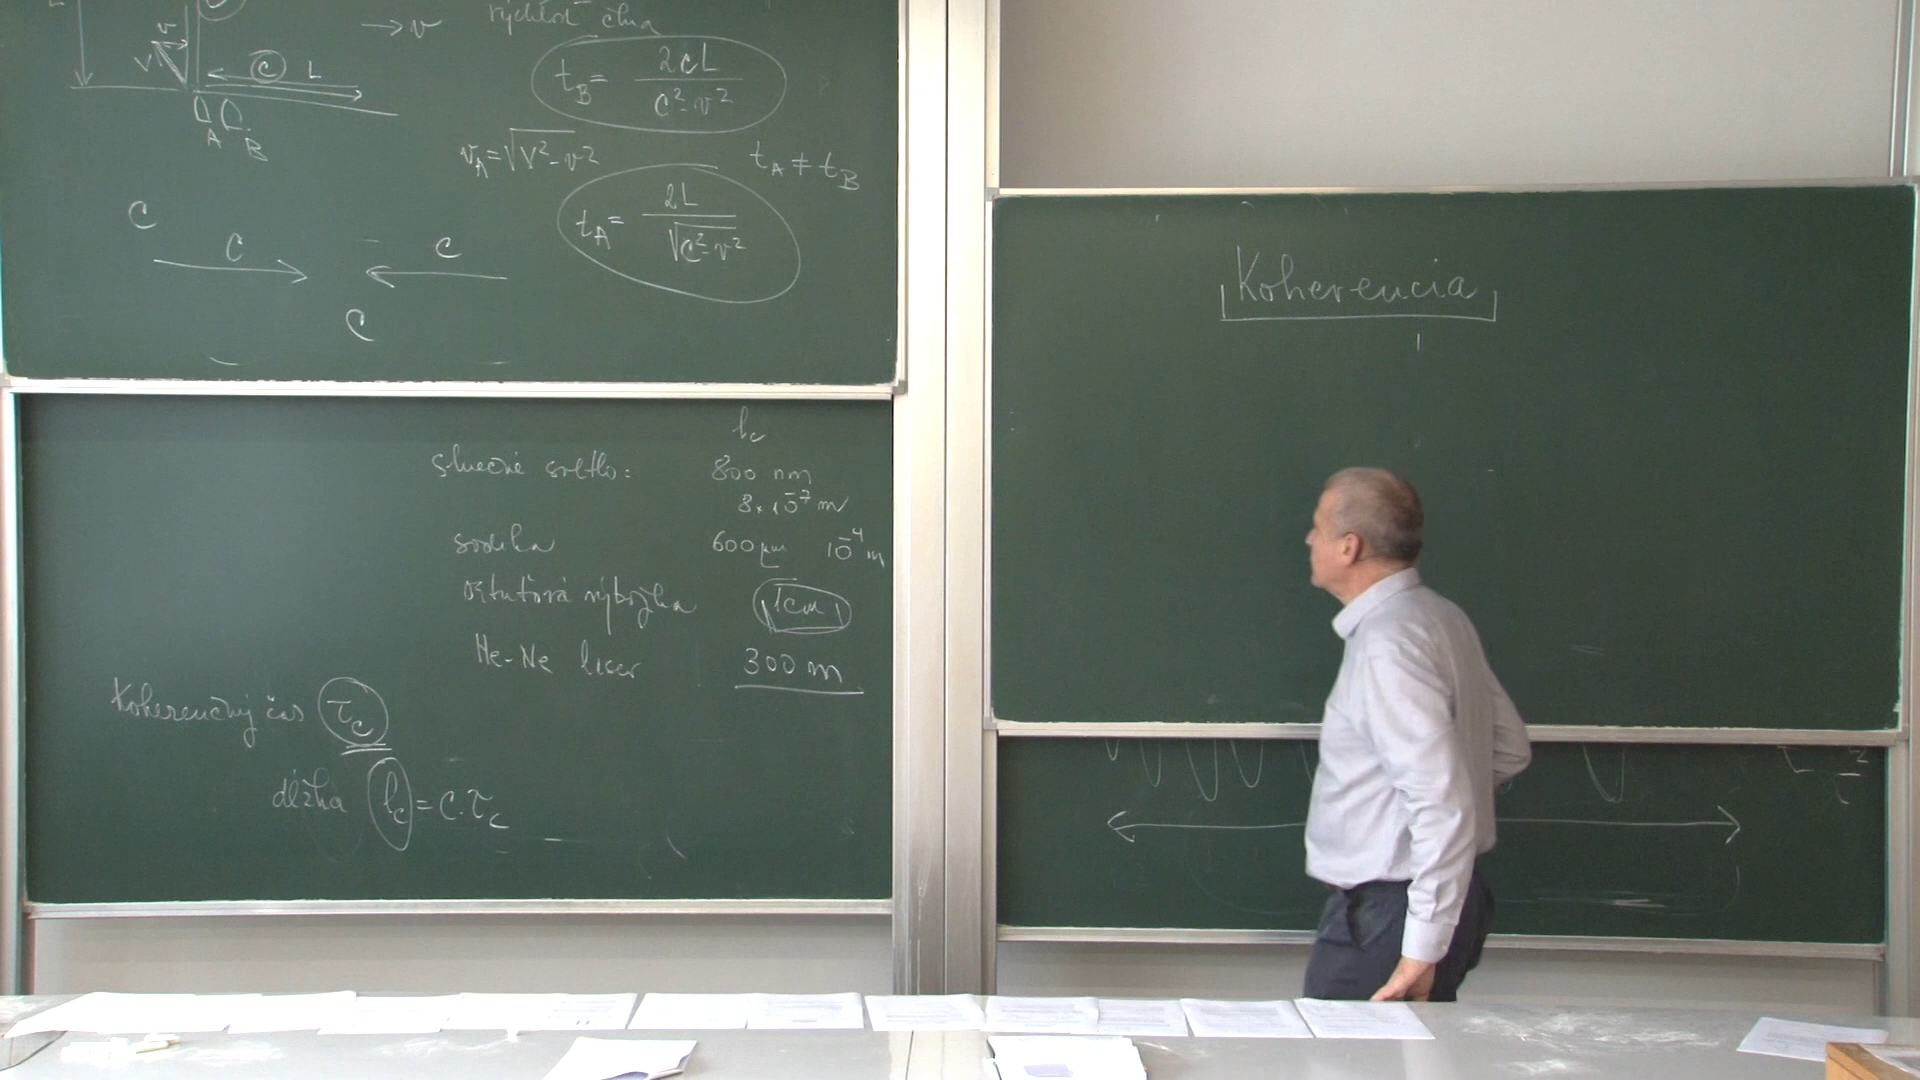 → v rýchlosť člna
t_B = 2cL / c² - v²
v
V
c L
A B
v_A = √V² - v²
t_A ≠ t_B
t_A = 2L / √c² - v²
c
c
c
c
Koherencia
l_c
slnečné svetlo: 800 nm
8 × 10⁻⁷ m
sodíka 600 μm 10⁻⁴ m
ortuťová výbojka 1cm
He-Ne laser 300 m
Koherenčný čas τ_c
dĺžka l_c = c.τ_c